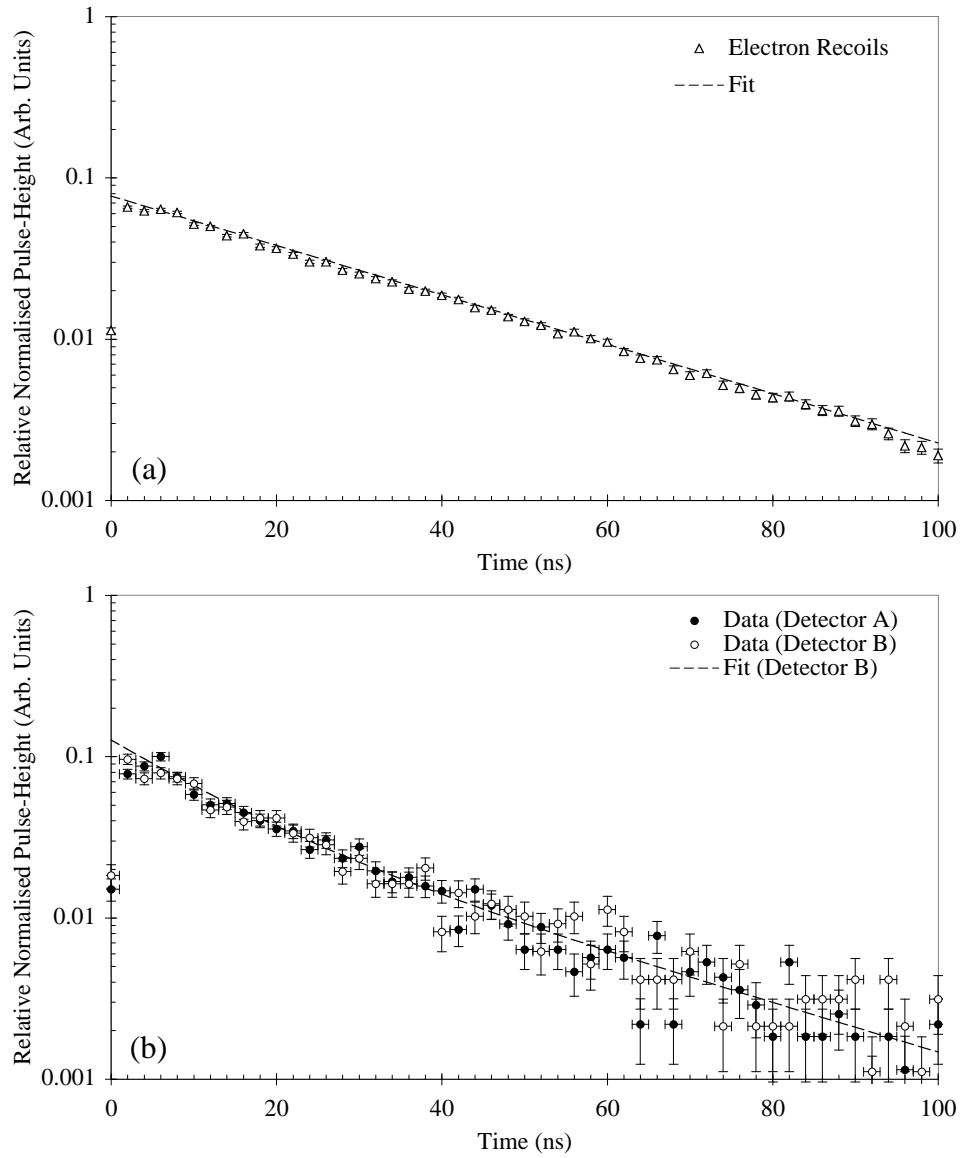 1
Electron Recoils
Fit
0.1
0.01
0.001
Relative Normalised Pulse-Height (Arb. Units)
(a)
0 20 40 60 80 100
Time (ns)
1
Data (Detector A)
Data (Detector B)
Fit (Detector B)
0.1
0.01
0.001
Relative Normalised Pulse-Height (Arb. Units)
(b)
0 20 40 60 80 100
Time (ns)